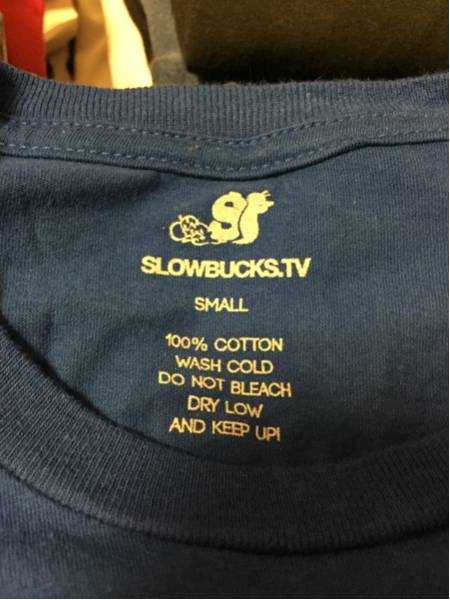 SLOWBUCKS.TV
SMALL
100% COTTON
WASH COLD
DO NOT BLEACH
DRY LOW
AND KEEP UP!